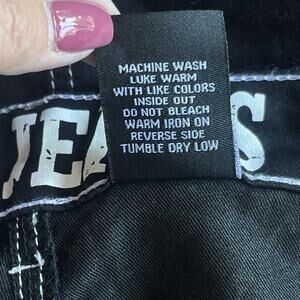 MACHINE WASH
LUKE WARM
WITH LIKE COLORS
INSIDE OUT
DO NOT BLEACH
WARM IRON ON
REVERSE SIDE
TUMBLE DRY LOW